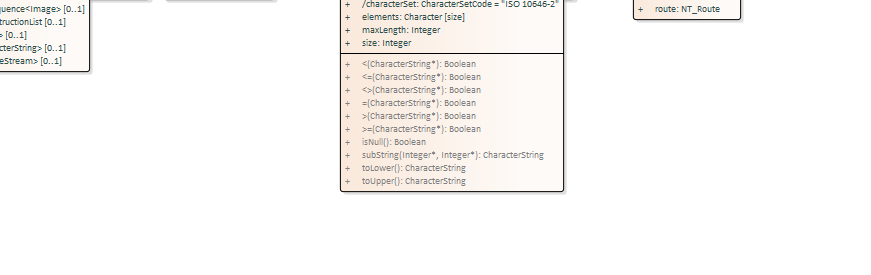 uence<Image> [0..1]
tructionList [0..1]
> [0..1]
cterString> [0..1]
eStream> [0..1]
+ /characterSet: CharacterSetCode = "ISO 10646-2"
+ elements: Character [size]
+ maxLength: Integer
+ size: Integer
+ <(CharacterString*): Boolean
+ <=(CharacterString*): Boolean
+ <>(CharacterString*): Boolean
+ =(CharacterString*): Boolean
+ >(CharacterString*): Boolean
+ >=(CharacterString*): Boolean
+ isNull(): Boolean
+ subString(Integer*, Integer*): CharacterString
+ toLower(): CharacterString
+ toUpper(): CharacterString
+ route: NT_Route